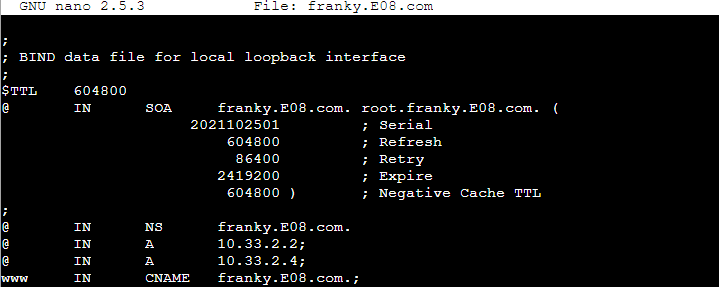 GNU nano 2.5.3 File: franky.E08.com
;
; BIND data file for local loopback interface
;
$TTL 604800
@ IN SOA franky.E08.com. root.franky.E08.com. (
2021102501 ; Serial
604800 ; Refresh
86400 ; Retry
2419200 ; Expire
604800 ) ; Negative Cache TTL
;
@ IN NS franky.E08.com.
@ IN A 10.33.2.2;
@ IN A 10.33.2.4;
www IN CNAME franky.E08.com.;